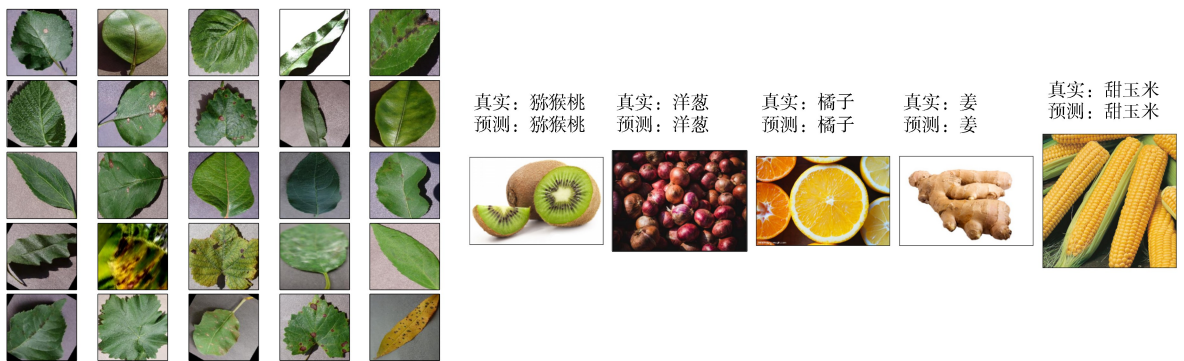 真实：猕猴桃
预测：猕猴桃
真实：洋葱
预测：洋葱
真实：橘子
预测：橘子
真实：姜
预测：姜
真实：甜玉米
预测：甜玉米